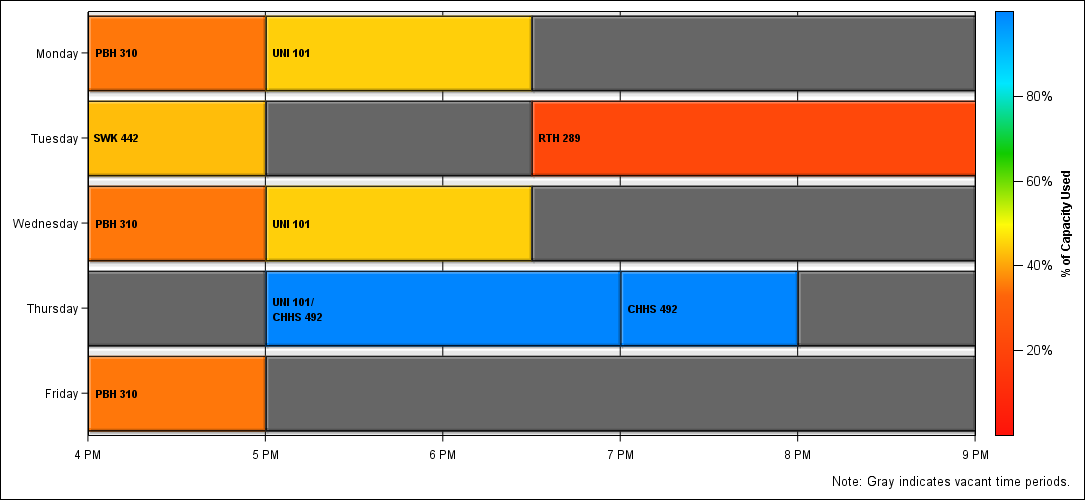 Monday
PBH 310
UNI 101
Tuesday
SWK 442
RTH 289
Wednesday
PBH 310
UNI 101
Thursday
UNI 101/
CHHS 492
CHHS 492
Friday
PBH 310
4 PM
5 PM
6 PM
7 PM
8 PM
9 PM
80%
60%
40%
20%
% of Capacity Used
Note: Gray indicates vacant time periods.